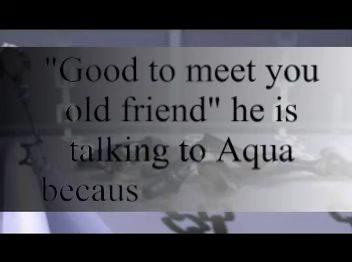 "Good to meet you
old friend" he is
talking to Aqua
becaus